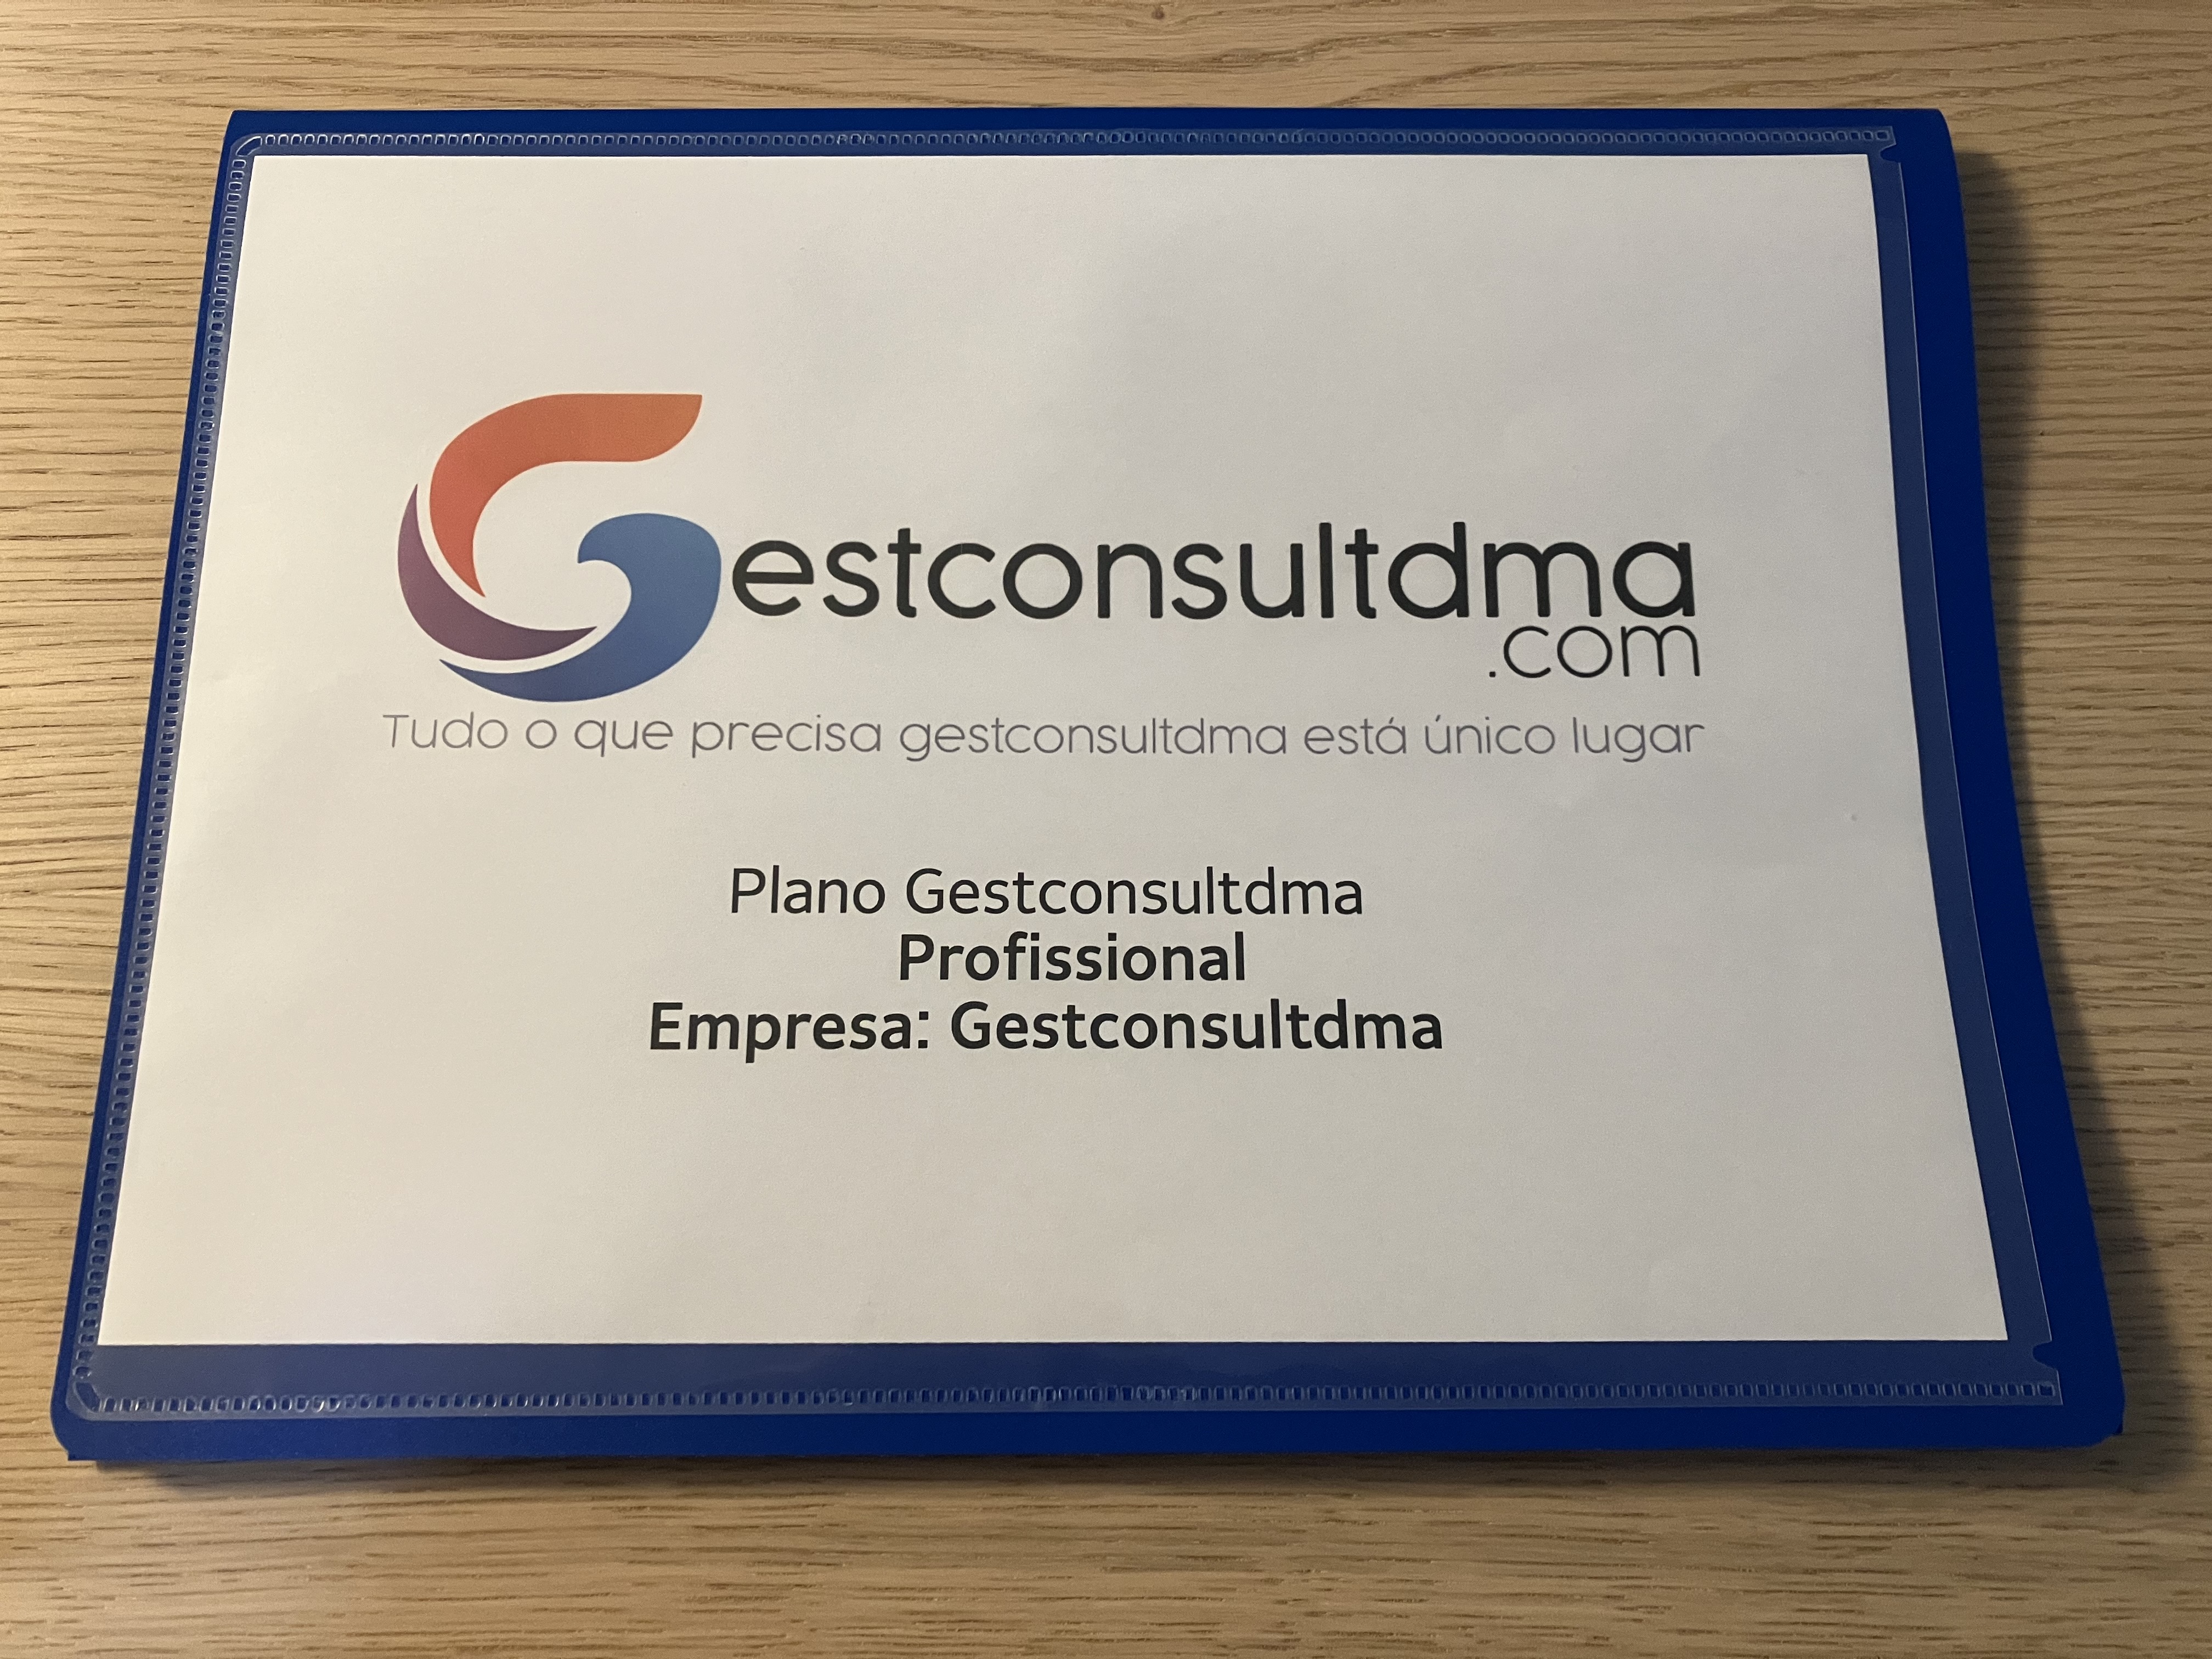 Gestconsultdma
.com
Tudo o que precisa gestconsultdma está único lugar
Plano Gestconsultdma
Profissional
Empresa: Gestconsultdma